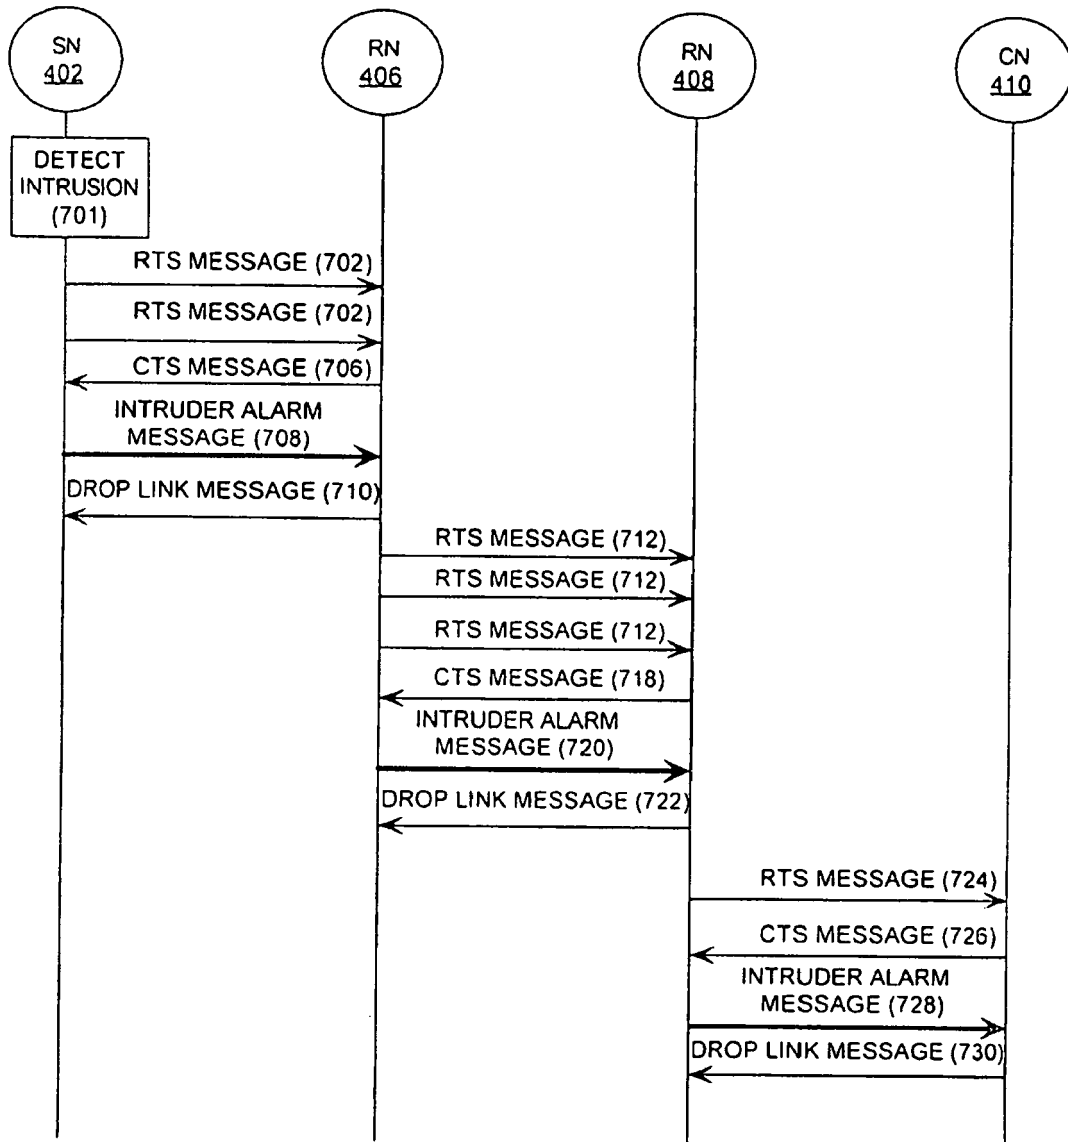 SN
402
RN
406
RN
408
CN
410
DETECT
INTRUSION
(701)
RTS MESSAGE (702)
RTS MESSAGE (702)
CTS MESSAGE (706)
INTRUDER ALARM
MESSAGE (708)
DROP LINK MESSAGE (710)
RTS MESSAGE (712)
RTS MESSAGE (712)
RTS MESSAGE (712)
CTS MESSAGE (718)
INTRUDER ALARM
MESSAGE (720)
DROP LINK MESSAGE (722)
RTS MESSAGE (724)
CTS MESSAGE (726)
INTRUDER ALARM
MESSAGE (728)
DROP LINK MESSAGE (730)